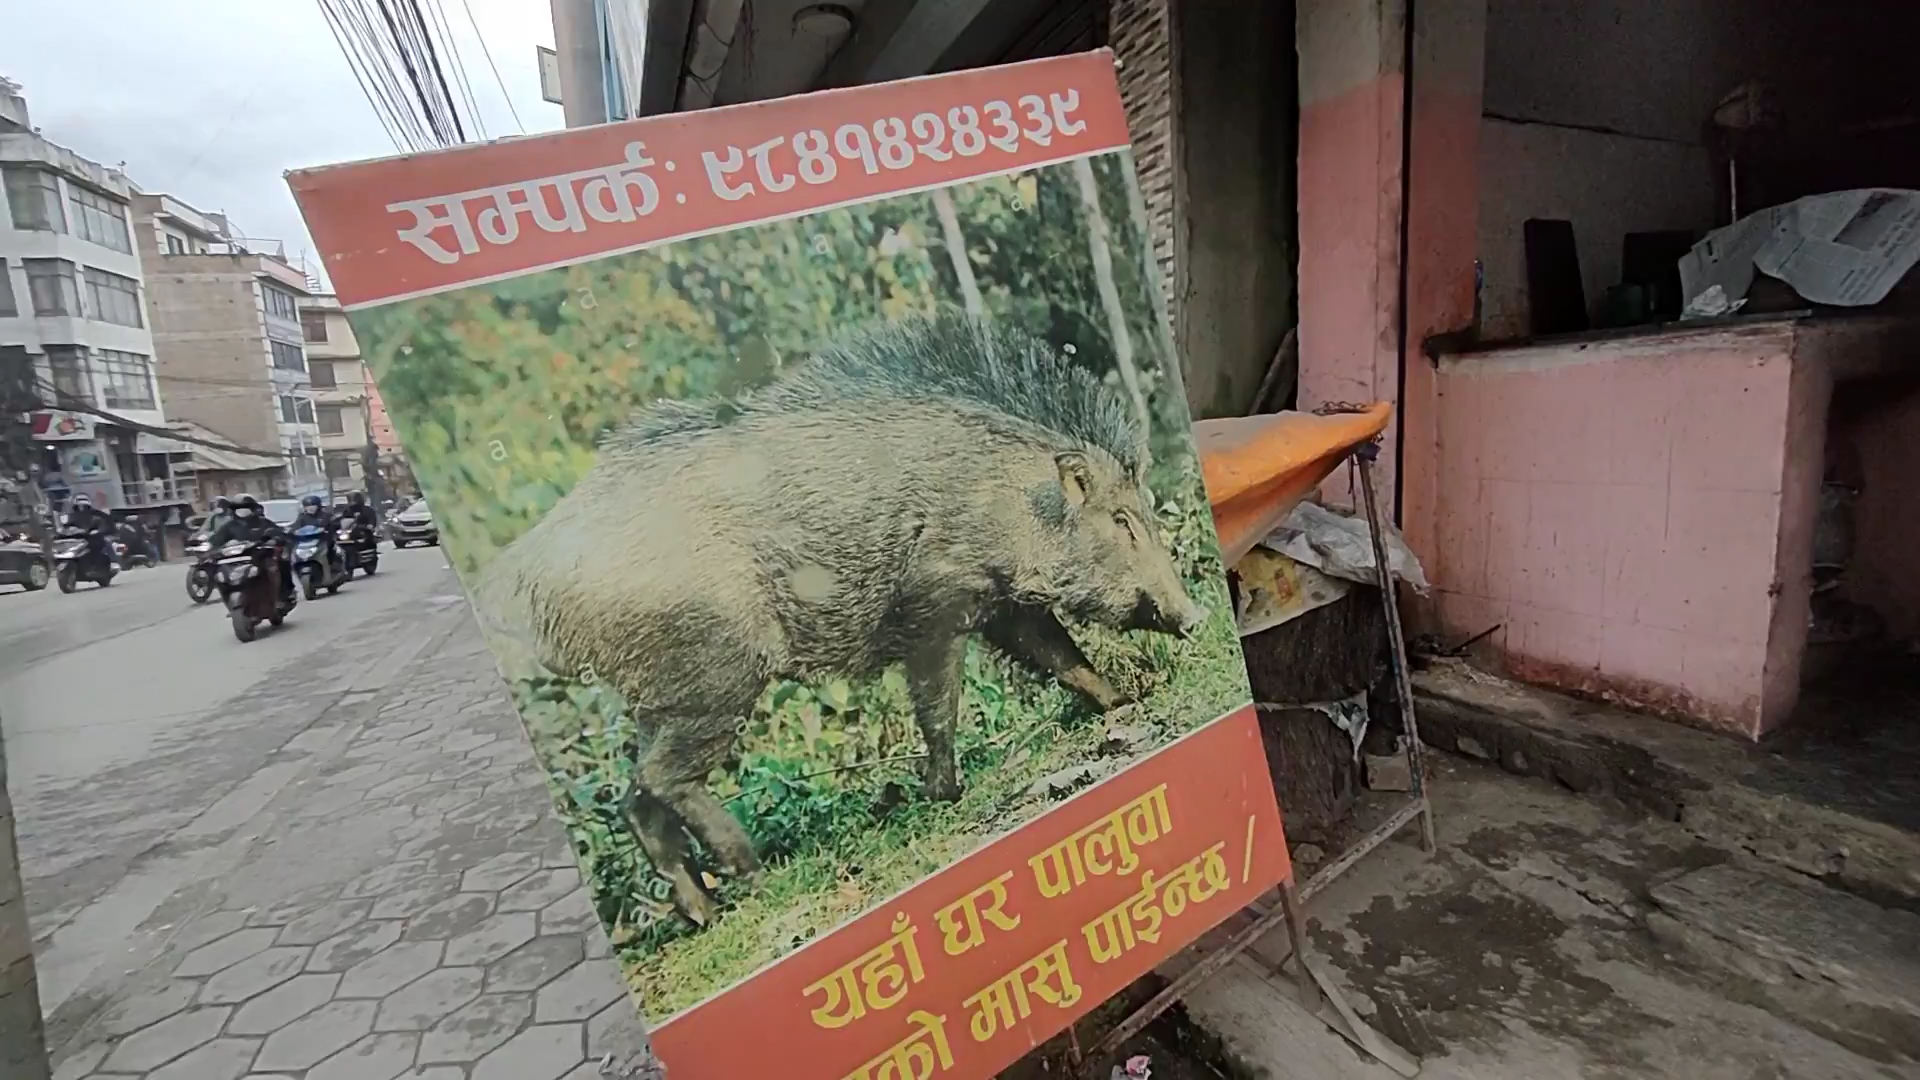 सम्पर्क: ९८४१४२४३३९
यहाँ घर पालुवा
को मासु पाईन्छ /